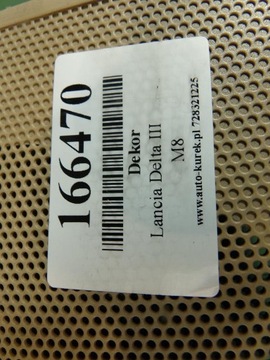 166470
Dekor
Lancia Delta III
M8
www.auto-kurek.pl 728321225